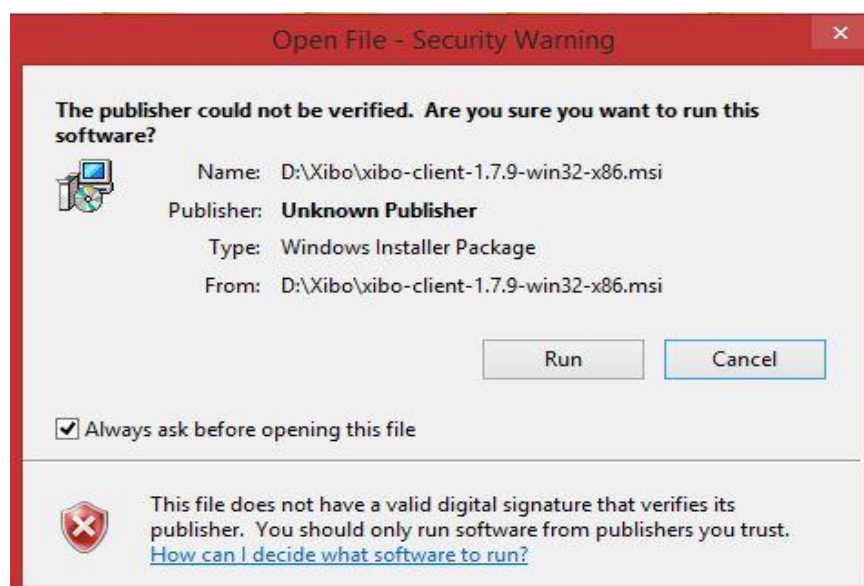 Open File - Security Warning
The publisher could not be verified. Are you sure you want to run this
software?
Name: D:\Xibo\xibo-client-1.7.9-win32-x86.msi
Publisher: Unknown Publisher
Type: Windows Installer Package
From: D:\Xibo\xibo-client-1.7.9-win32-x86.msi
Run Cancel
Always ask before opening this file
This file does not have a valid digital signature that verifies its
publisher. You should only run software from publishers you trust.
How can I decide what software to run?